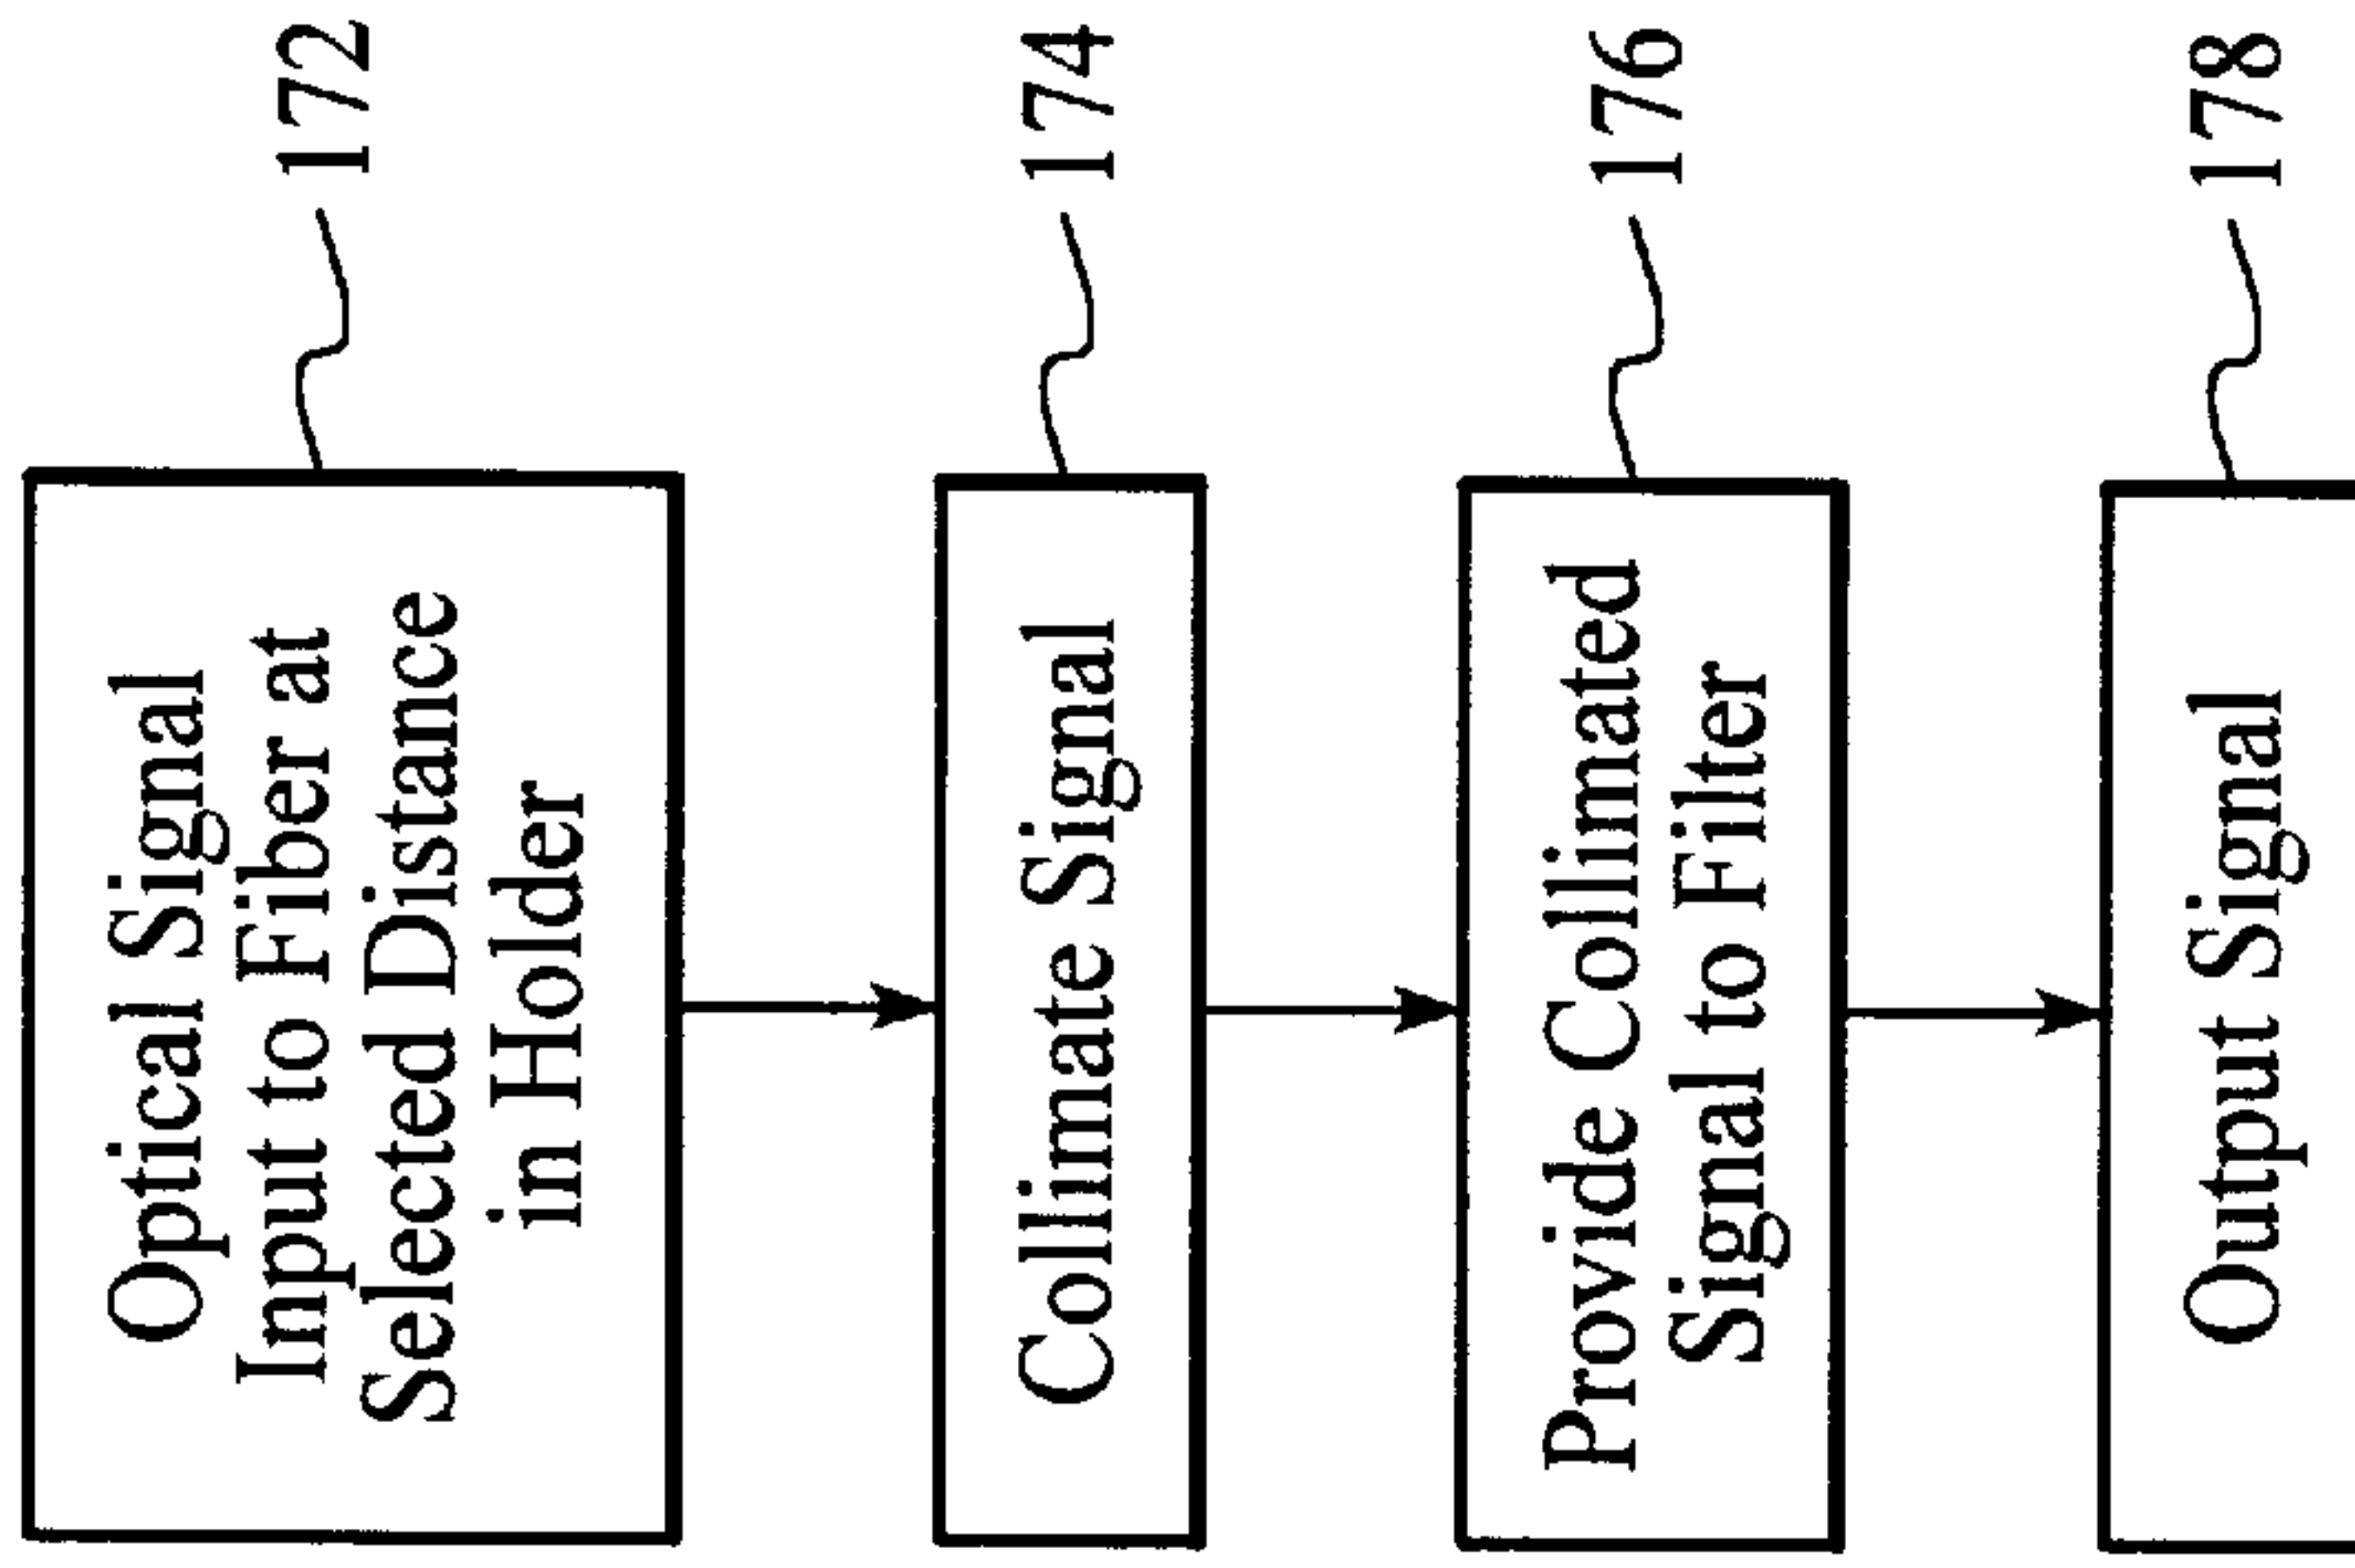 Optical Signal
Input to Fiber at
Selected Distance
in Holder
172
Collimate Signal
174
Provide Collimated
Signal to Filter
176
Output Signal
178